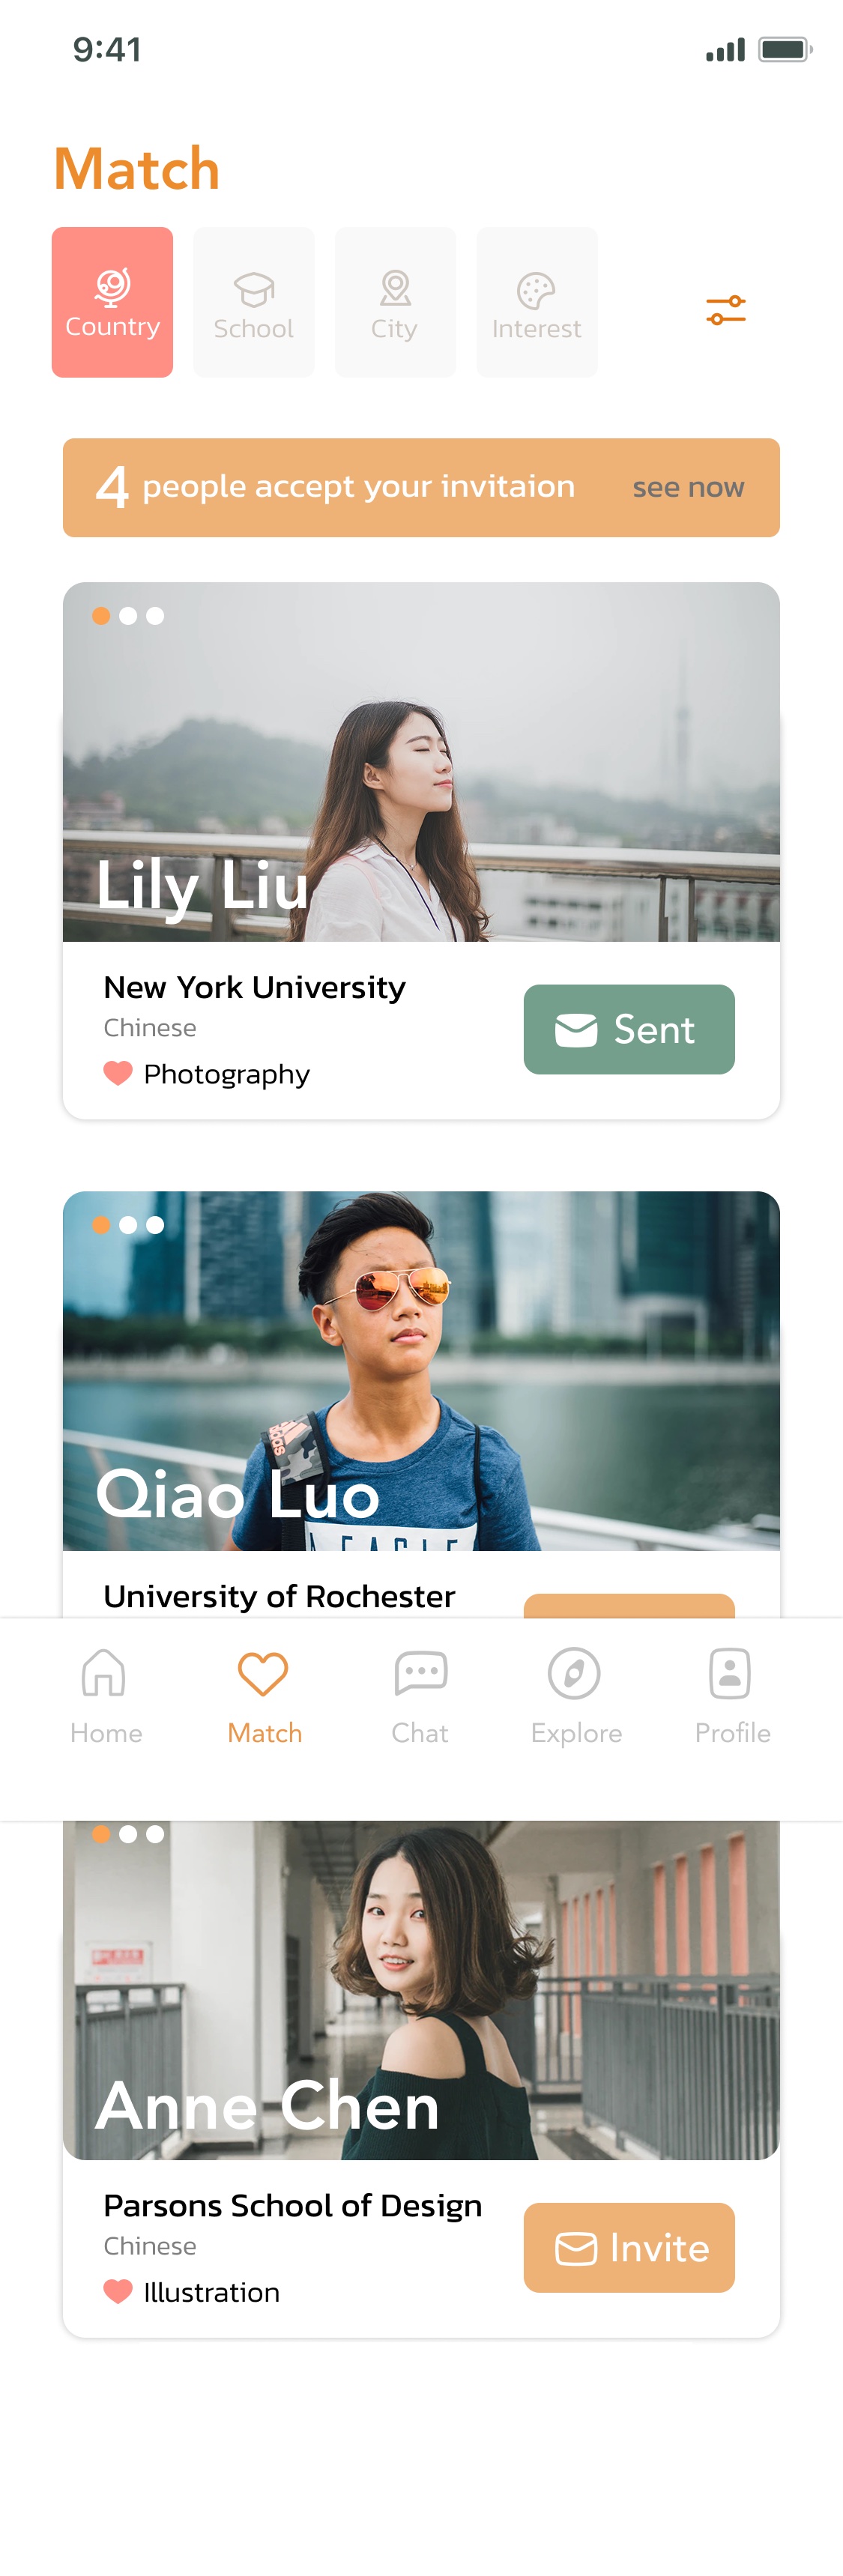 9:41
Match
Country
School
City
Interest
4 people accept your invitaion see now
Lily Liu
New York University
Chinese
Sent
Photography
adidas
Qiao Luo
University of Rochester
Home
Match
Chat
Explore
Profile
Anne Chen
Parsons School of Design
Chinese
Invite
Illustration